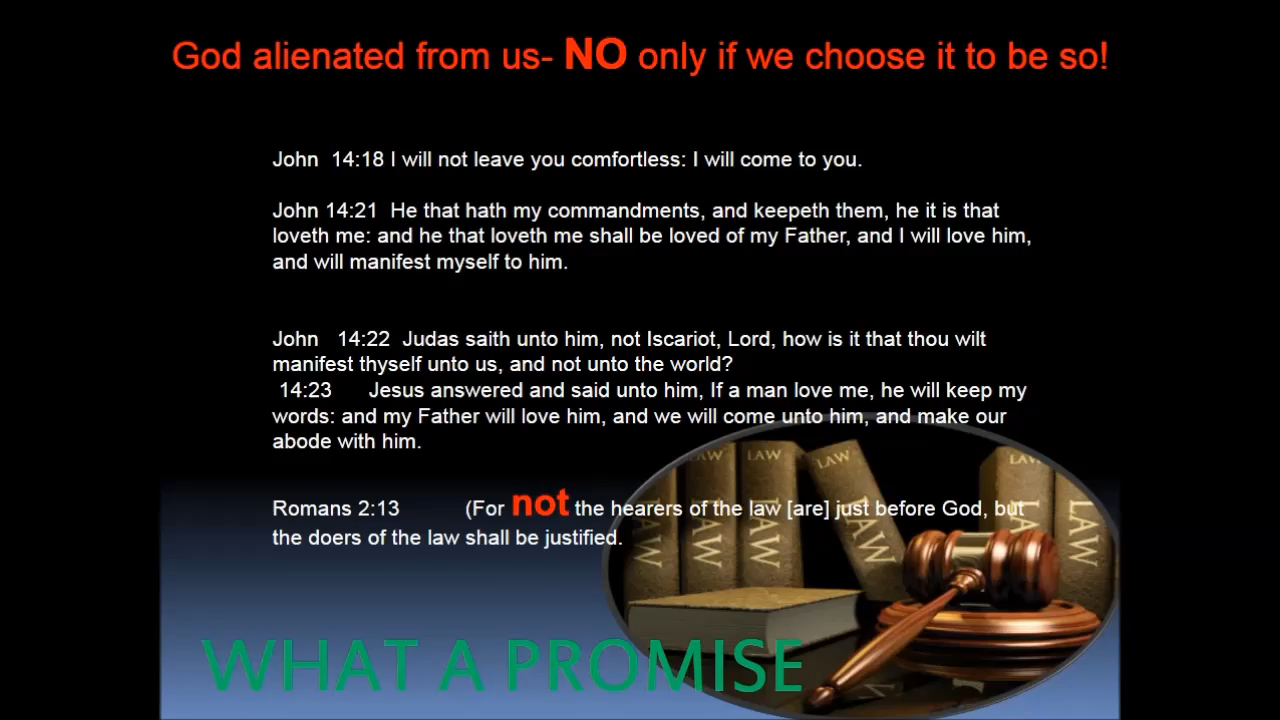 God alienated from us- NO only if we choose it to be so!
John 14:18 I will not leave you comfortless: I will come to you.
John 14:21 He that hath my commandments, and keepeth them, he it is that
loveth me: and he that loveth me shall be loved of my Father, and I will love him,
and will manifest myself to him.
John 14:22 Judas saith unto him, not Iscariot, Lord, how is it that thou wilt
manifest thyself unto us, and not unto the world?
14:23 Jesus answered and said unto him, If a man love me, he will keep my
words: and my Father will love him, and we will come unto him, and make our
abode with him.
Romans 2:13 (For not the hearers of the law [are] just before God, but
the doers of the law shall be justified.
LAW
LAW
LAW
LAW
LAW
LAW
LAW
LAW
LAW
LAW
WHAT A PROMISE